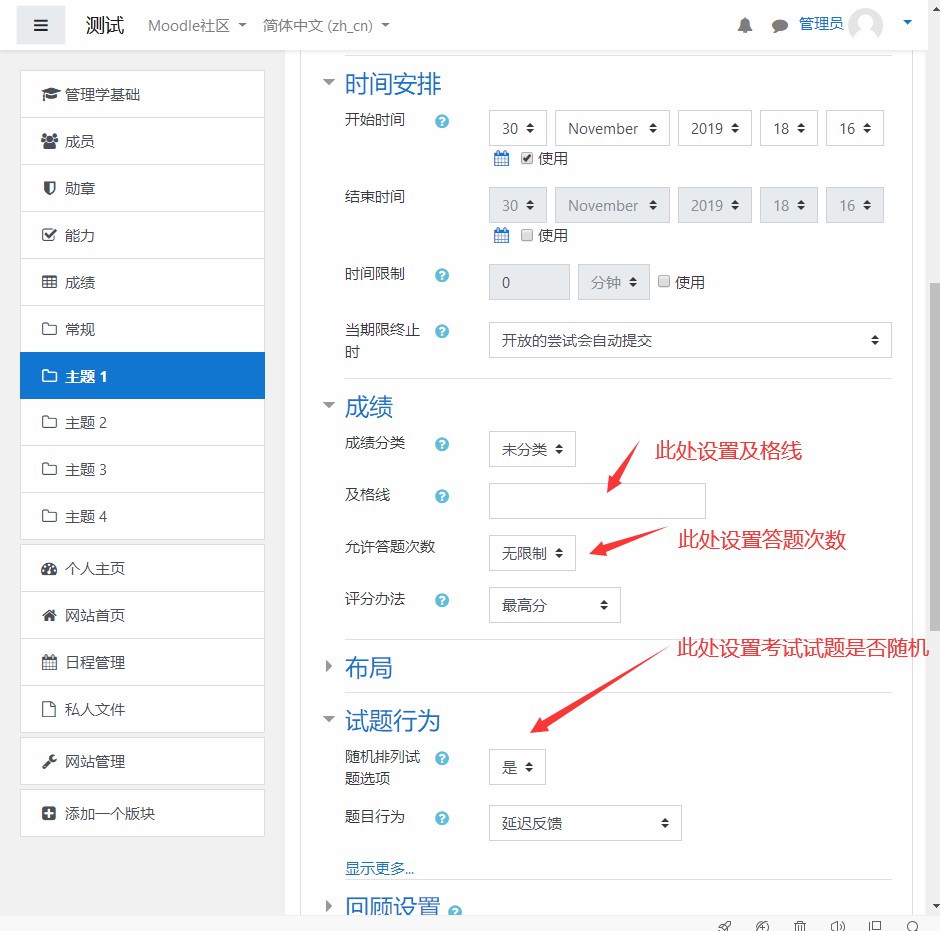 测试 Moodle社区 简体中文 (zh_cn) 管理员
管理学基础
成员
勋章
能力
成绩
常规
主题 1
主题 2
主题 3
主题 4
个人主页
网站首页
日程管理
私人文件
网站管理
添加一个版块
时间安排
开始时间 30 November 2019 18 16
使用
结束时间 30 November 2019 18 16
使用
时间限制 0 分钟 使用
当期限终止
时 开放的尝试会自动提交
成绩
成绩分类 未分类
此处设置及格线
及格线
允许答题次数 无限制
此处设置答题次数
评分办法 最高分
此处设置考试试题是否随机
布局
试题行为
随机排列试
题选项 是
题目行为 延迟反馈
显示更多...
回顾设置